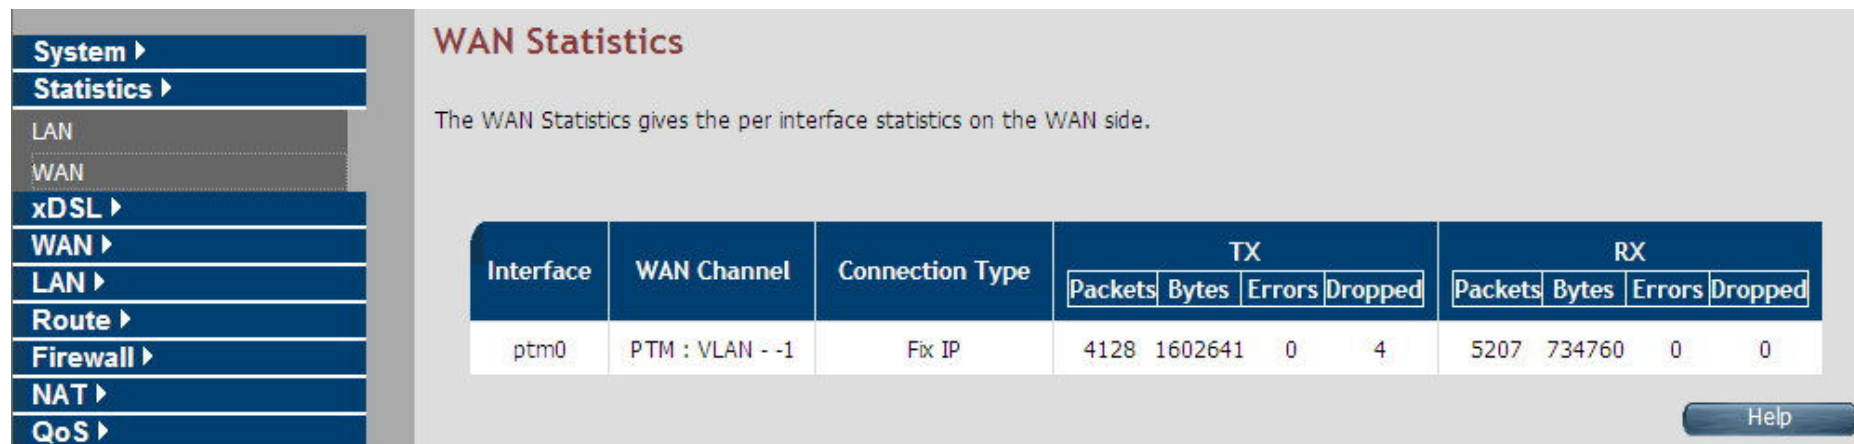 WAN Statistics
System
Statistics
LAN
WAN
xDSL
WAN
LAN
Route
Firewall
NAT
QoS
The WAN Statistics gives the per interface statistics on the WAN side.
Interface WAN Channel Connection Type TX RX
Packets Bytes Errors Dropped Packets Bytes Errors Dropped
ptm0 PTM : VLAN - -1 Fix IP 4128 1602641 0 4 5207 734760 0 0
Help